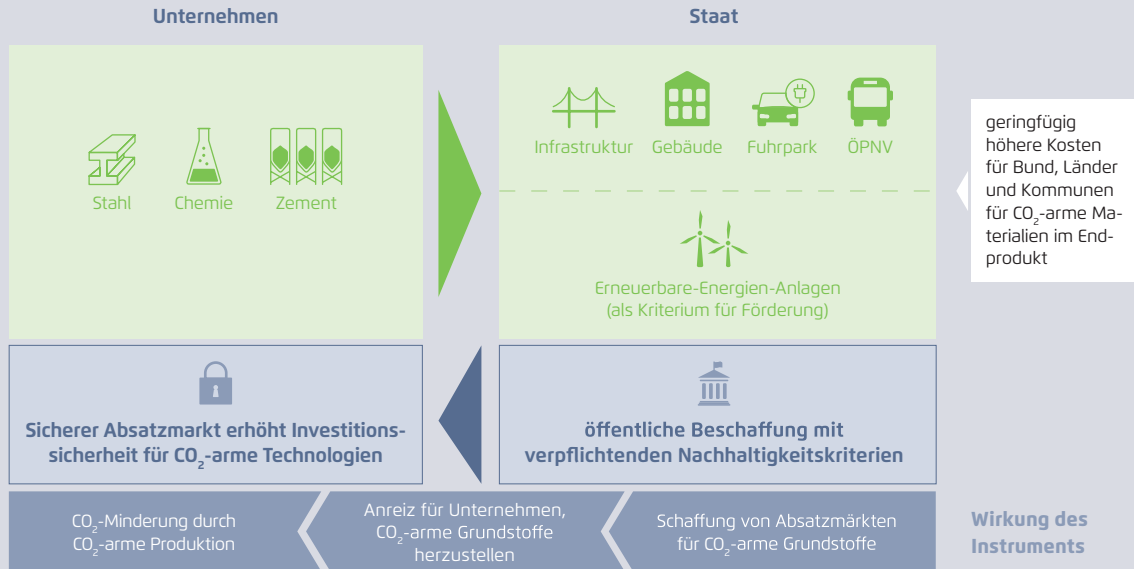 Unternehmen
Staat
Stahl
Chemie
Zement
Infrastruktur
Gebäude
Fuhrpark
ÖPNV
Erneuerbare-Energien-Anlagen
(als Kriterium für Förderung)
geringfügig
höhere Kosten
für Bund, Länder
und Kommunen
für CO₂-arme Ma-
terialien im End-
produkt
Sicherer Absatzmarkt erhöht Investitions-
sicherheit für CO₂-arme Technologien
öffentliche Beschaffung mit
verpflichtenden Nachhaltigkeitskriterien
CO₂-Minderung durch
CO₂-arme Produktion
Anreiz für Unternehmen,
CO₂-arme Grundstoffe
herzustellen
Schaffung von Absatzmärkten
für CO₂-arme Grundstoffe
Wirkung des
Instruments